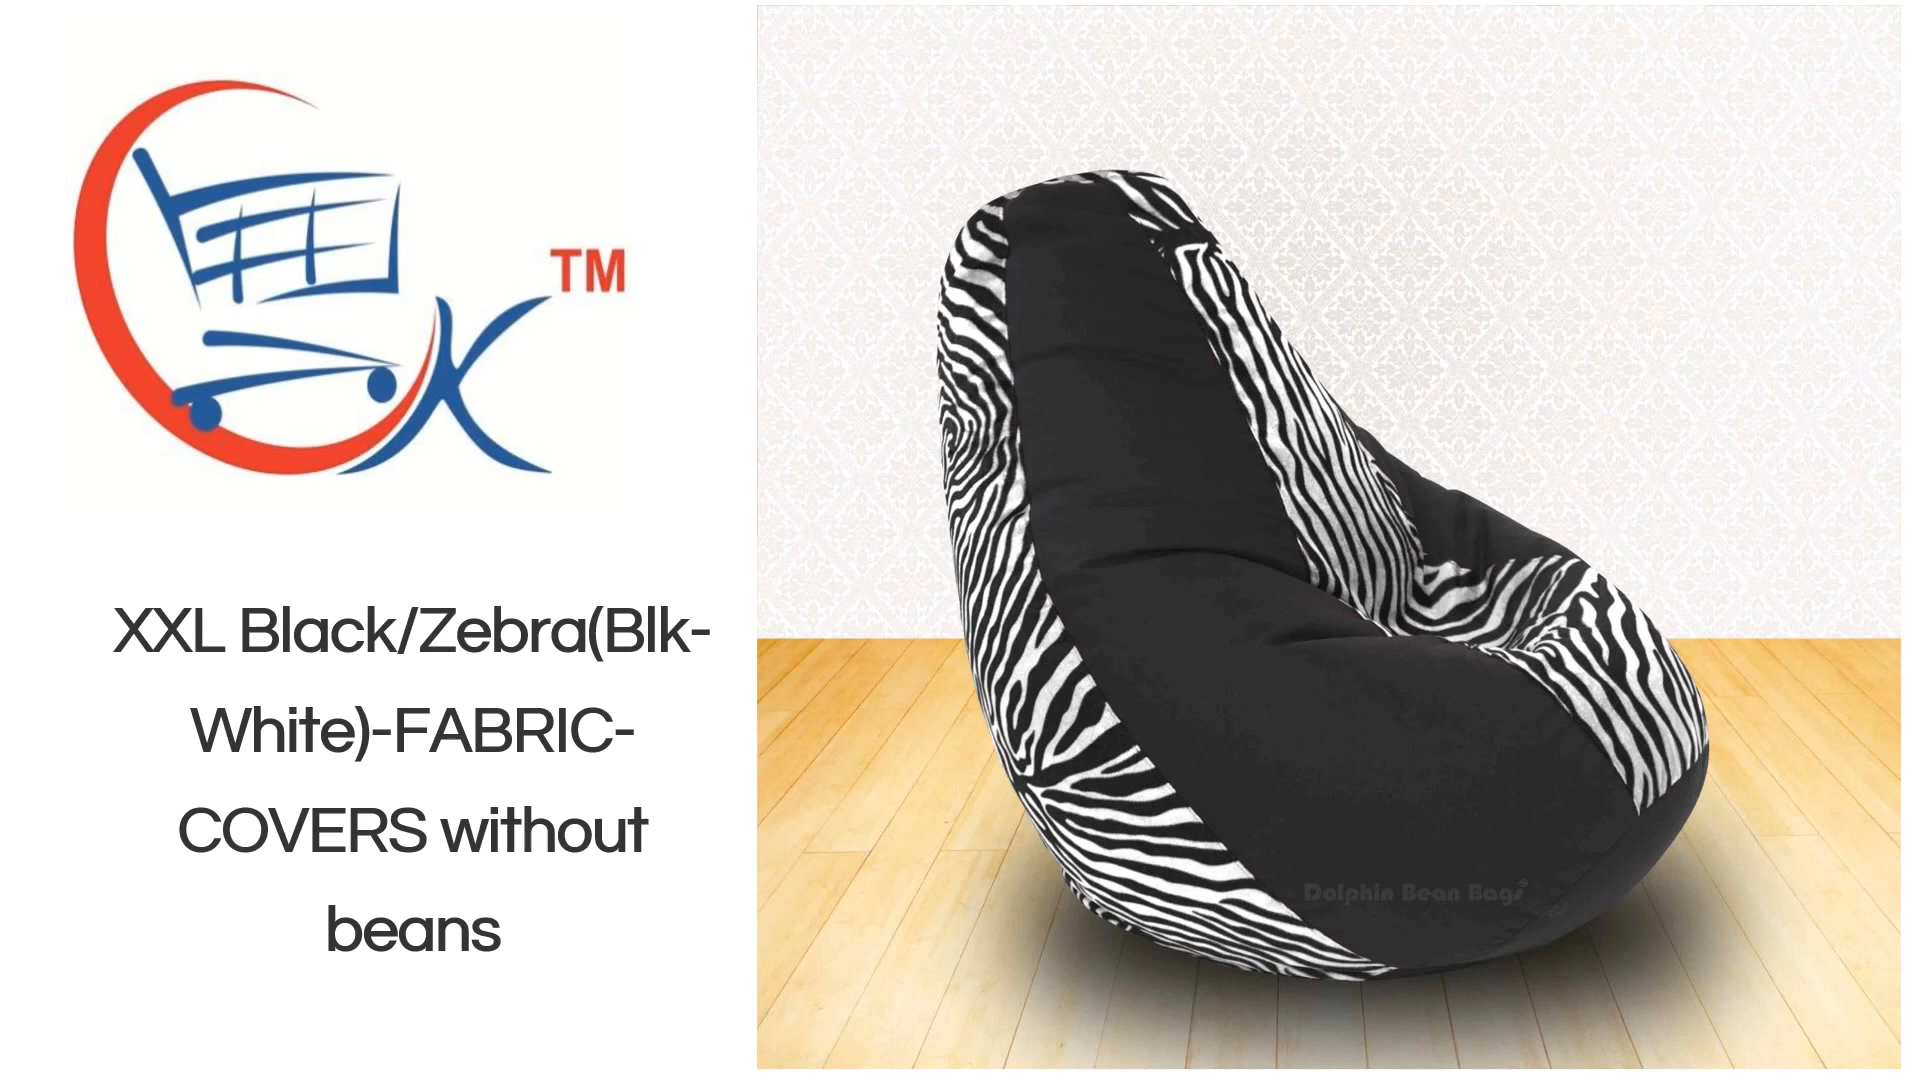 TM
XXL Black/Zebra(Blk-
White)-FABRIC-
COVERS without
beans
Dolphin Bean Bags®